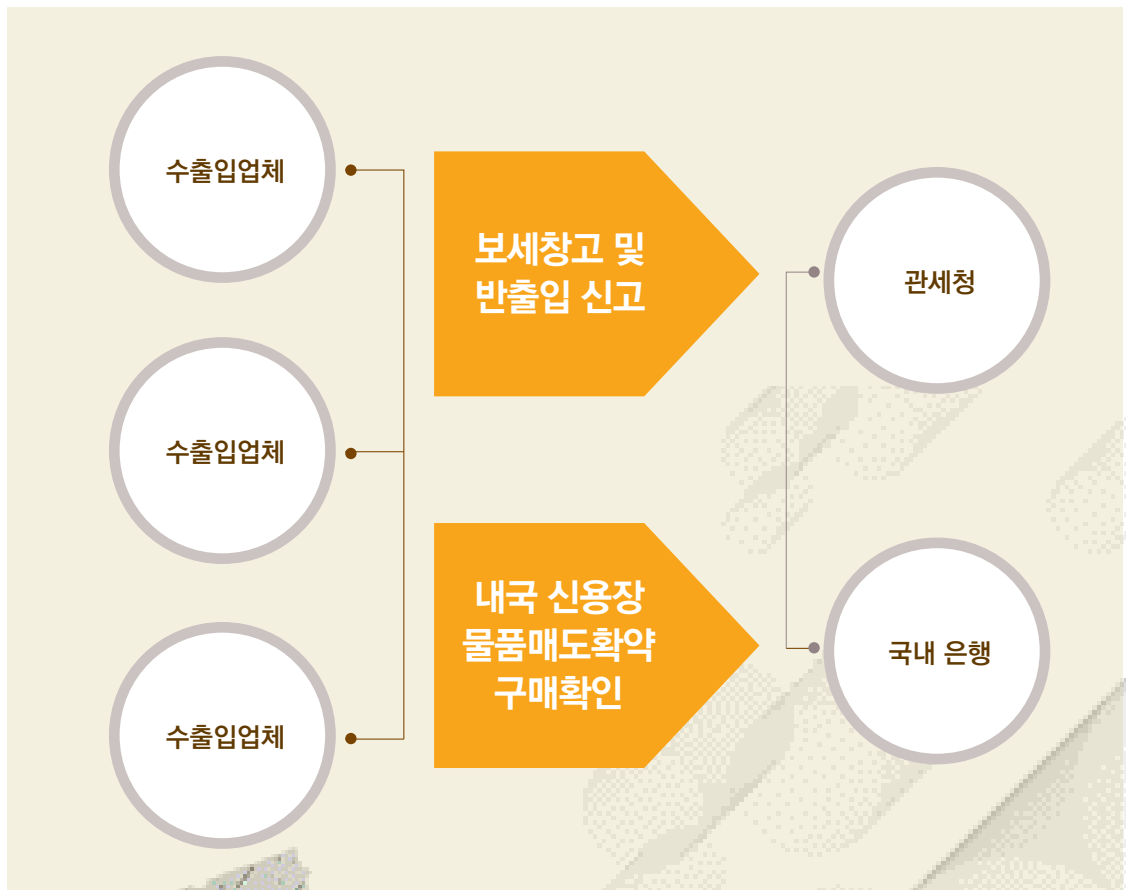 수출입업체
수출입업체
수출입업체
보세창고 및
반출입 신고
내국 신용장
물품매도확약
구매확인
관세청
국내 은행